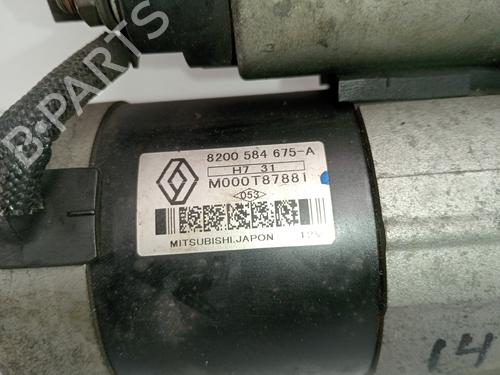 B-PARTS
8200 584 675-A
H7 31
M000T87881
053
MITSUBISHI.JAPON 12V
14